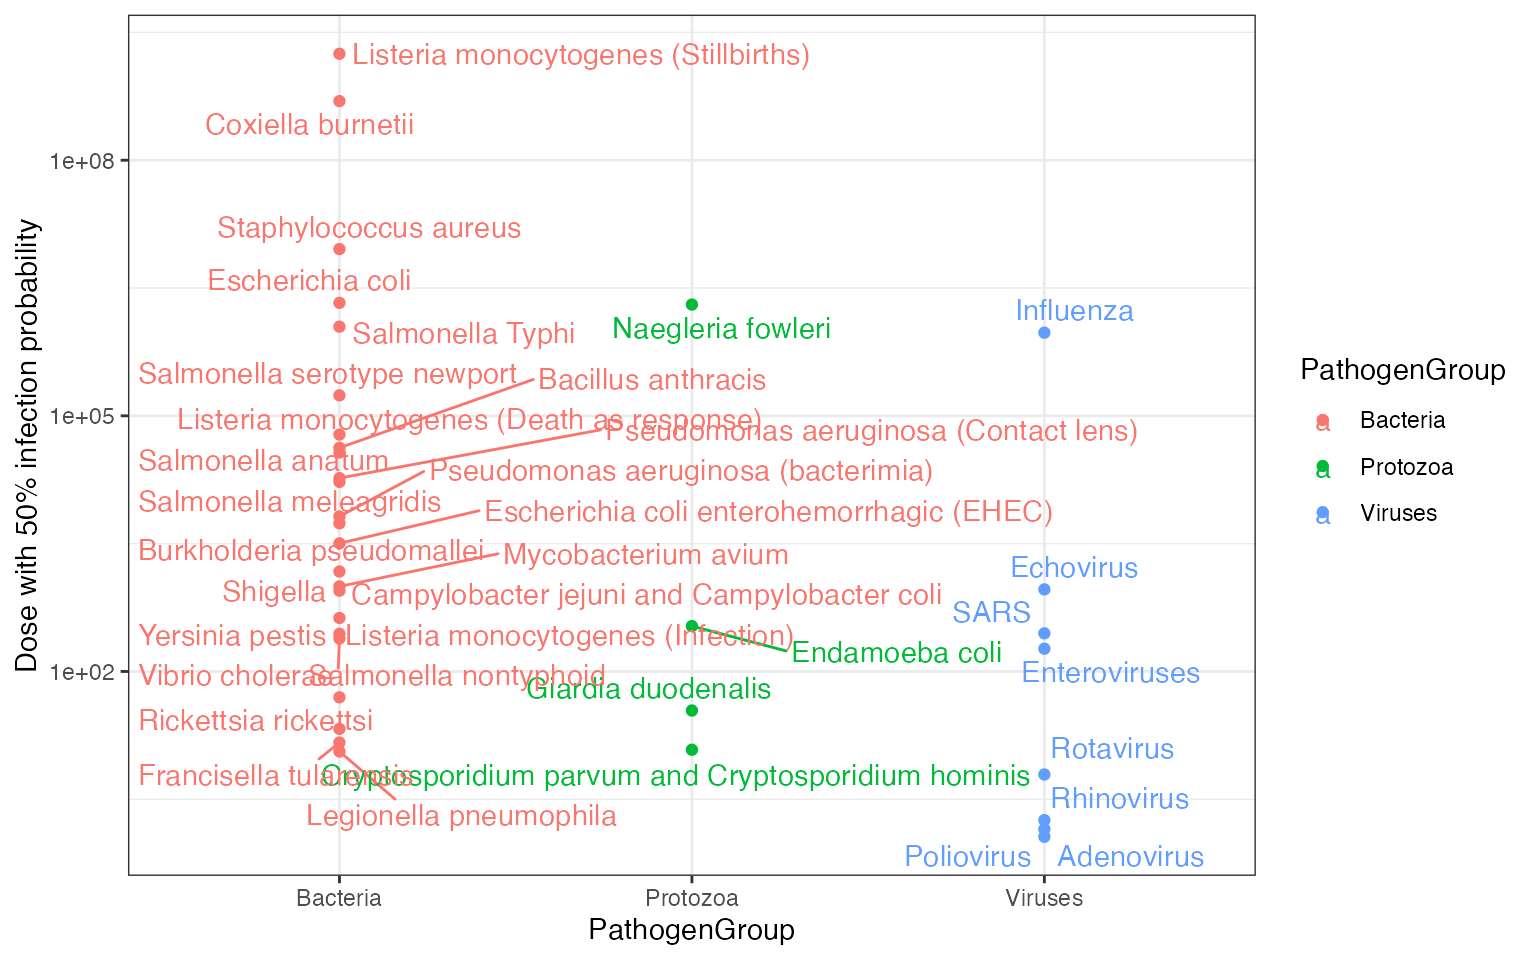 Listeria monocytogenes (Stillbirths)
Coxiella burnetii
1e+08
Staphylococcus aureus
Escherichia coli
Influenza
Naegleria fowleri
Salmonella Typhi
PathogenGroup
Salmonella serotype newport
Bacillus anthracis
1e+05
Listeria monocytogenes (Death as response)
Pseudomonas aeruginosa (Contact lens)
a Bacteria
Salmonella anatum
Pseudomonas aeruginosa (bacterimia)
a Protozoa
Salmonella meleagridis
Escherichia coli enterohemorrhagic (EHEC)
a Viruses
Burkholderia pseudomallei
Mycobacterium avium
Echovirus
Shigella
Campylobacter jejuni and Campylobacter coli
SARS
Yersinia pestis
Listeria monocytogenes (Infection)
Endamoeba coli
1e+02
Vibrio cholerae
Salmonella nontyphoid
Enteroviruses
Giardia duodenalis
Rickettsia rickettsi
Rotavirus
Francisella tularensis
Cryptosporidium parvum and Cryptosporidium hominis
Rhinovirus
Legionella pneumophila
Poliovirus
Adenovirus
Bacteria
Protozoa
Viruses
PathogenGroup
Dose with 50% infection probability